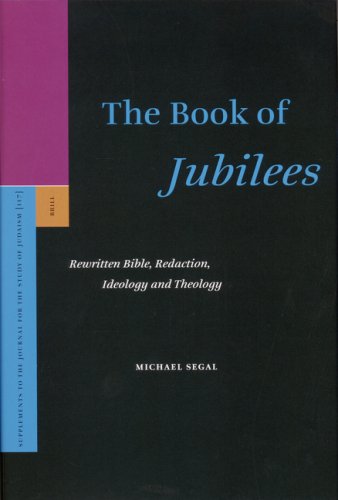 The Book of
Jubilees
Rewritten Bible, Redaction,
Ideology and Theology
MICHAEL SEGAL
BRILL
SUPPLEMENTS TO THE JOURNAL FOR THE STUDY OF JUDAISM [117]